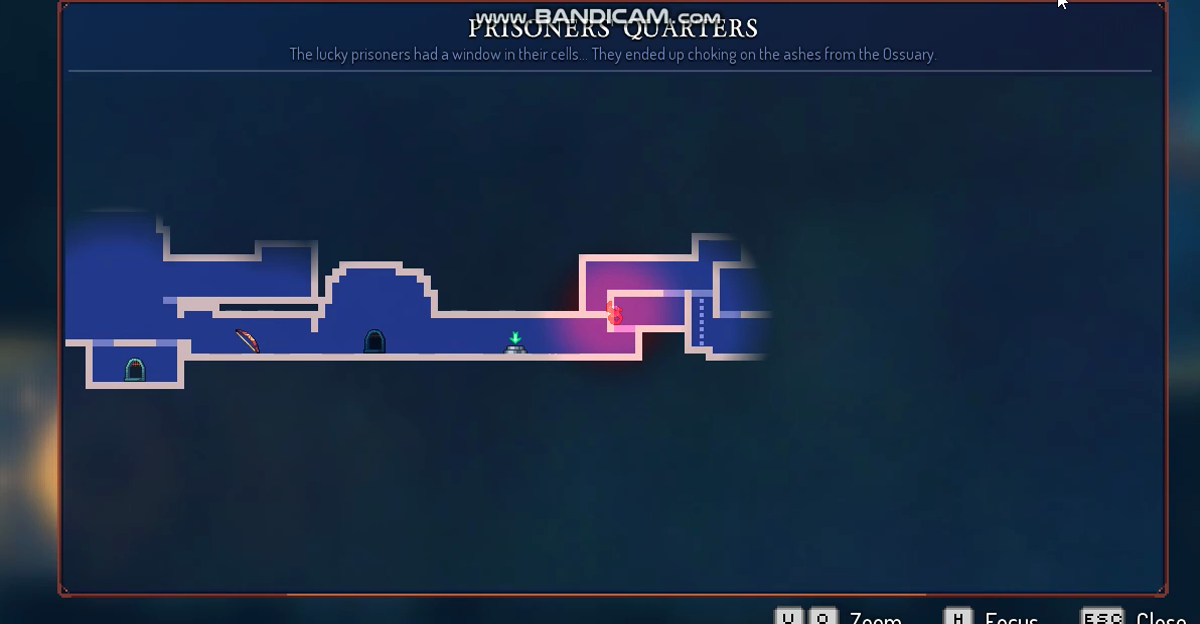 www.BANDICAM.com
PRISONERS' QUARTERS
The lucky prisoners had a window in their cells... They ended up choking on the ashes from the Ossuary.
Zoom H Focus ESC Close